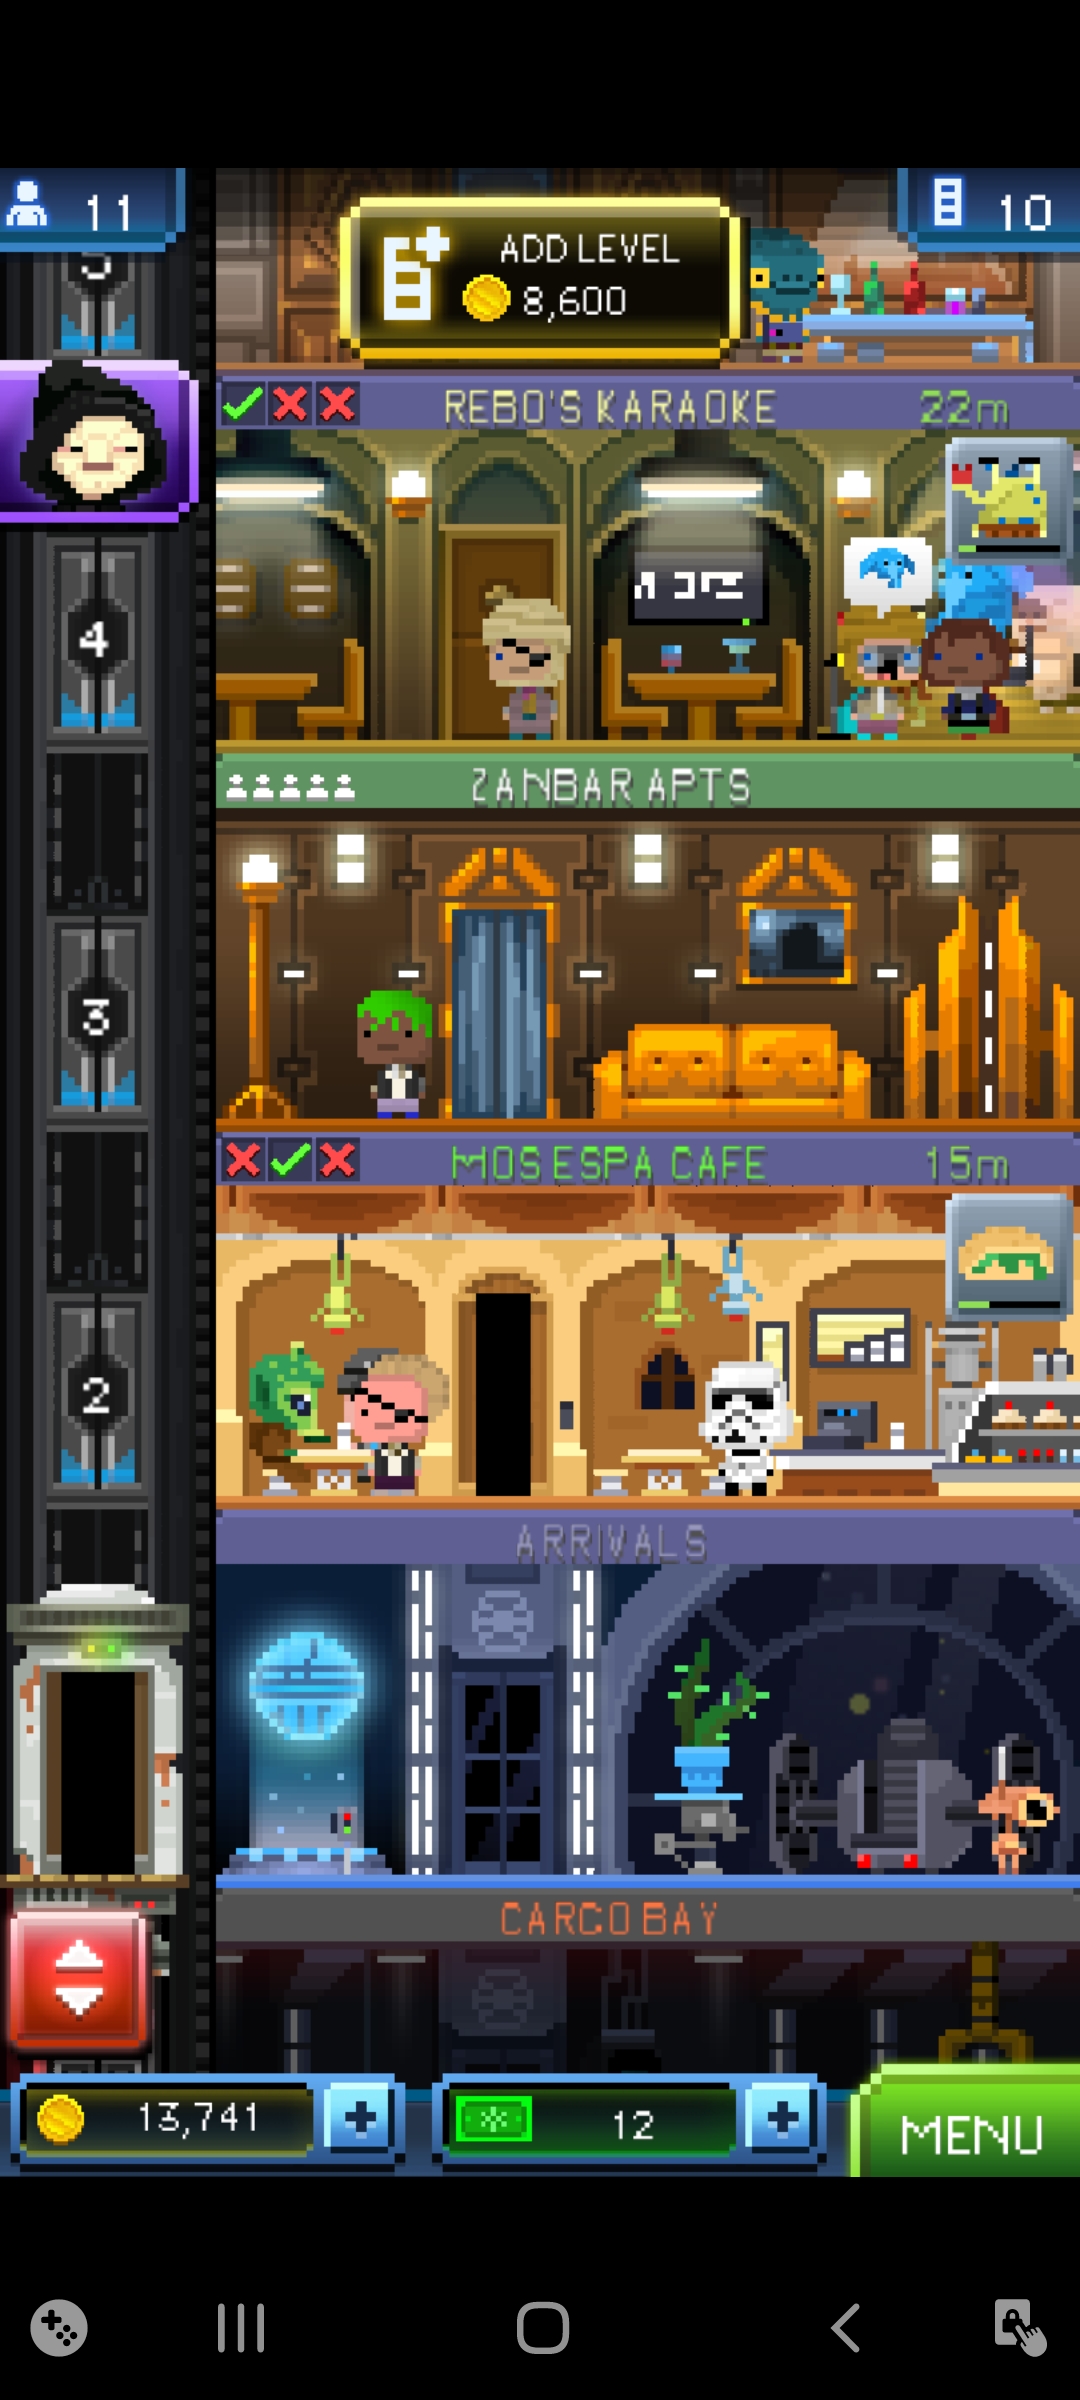 11
ADD LEVEL
8,600
10
REBO'S KARAOKE
22m
4
ZANBAR APTS
3
MOS ESPA CAFE
15m
2
ARRIVALS
CARGO BAY
13,741
12
MENU